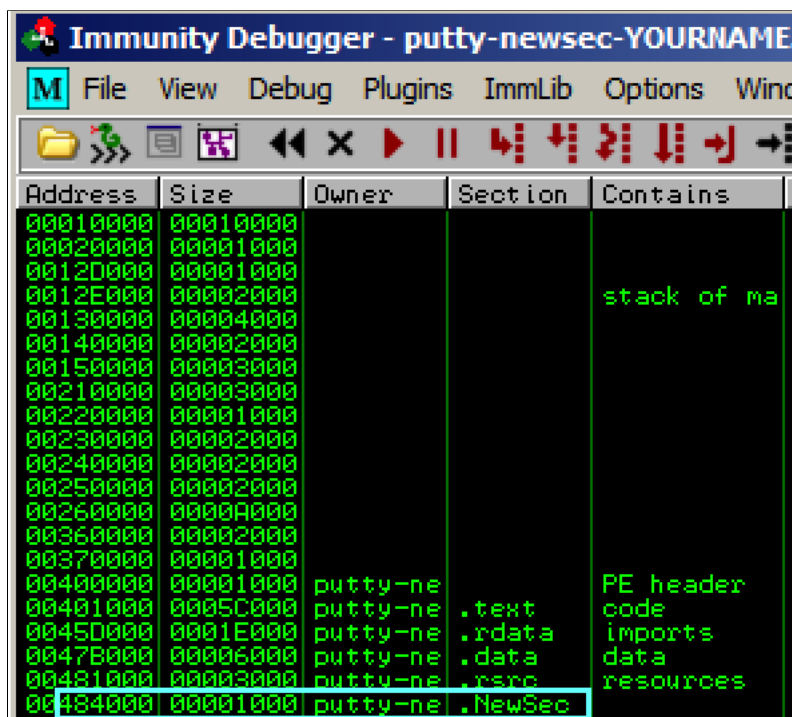 Immunity Debugger - putty-newsec-YOURNAME.
M File View Debug Plugins ImmLib Options Wind
Address Size Owner Section Contains
00010000 00010000
00020000 00001000
0012D000 00001000
0012E000 00002000 stack of ma
00130000 00004000
00140000 00002000
00150000 00003000
00210000 00003000
00220000 00001000
00230000 00002000
00240000 00002000
00250000 00002000
00260000 0000A000
00360000 00002000
00370000 00001000
00400000 00001000 putty-ne PE header
00401000 0005C000 putty-ne .text code
0045D000 0001E000 putty-ne .rdata imports
0047B000 00006000 putty-ne .data data
00481000 00003000 putty-ne .rsrc resources
00484000 00001000 putty-ne .NewSec